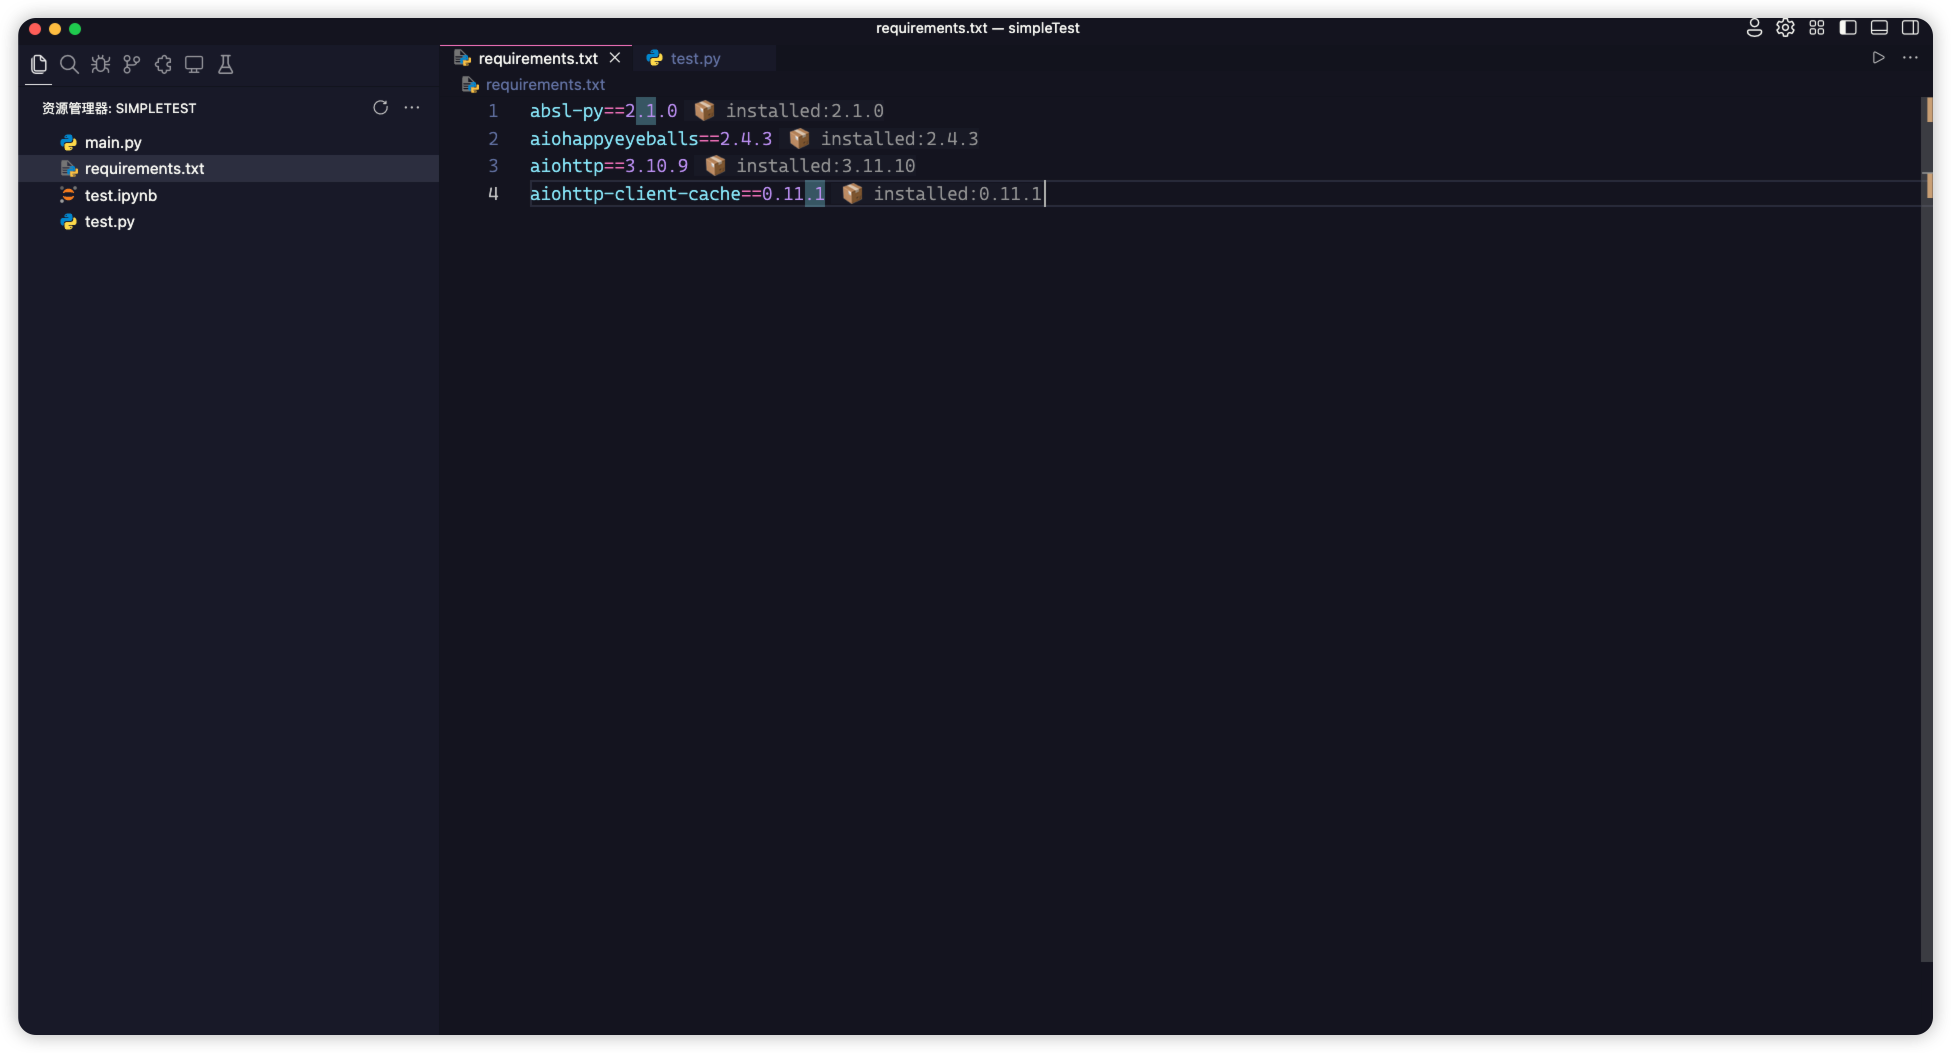 requirements.txt — simpleTest
资源管理器: SIMPLETEST
main.py
requirements.txt
test.ipynb
test.py
requirements.txt
test.py
requirements.txt
1 absl-py==2.1.0 installed:2.1.0
2 aiohappyeyeballs==2.4.3 installed:2.4.3
3 aiohttp==3.10.9 installed:3.11.10
4 aiohttp-client-cache==0.11.1 installed:0.11.1